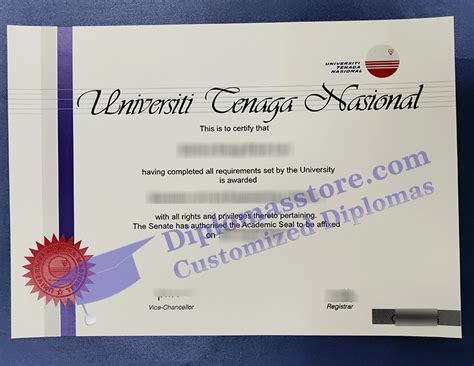 UNIVERSITI
TENAGA
NASIONAL
Universiti Tenaga Nasional
This is to certify that
having completed all requirements set by the University
is awarded
with all rights and privileges thereto pertaining.
The Senate has authorized the Academic Seal to be affixed
on
Diplomasstore.com
Customized Diplomas
Vice-Chancellor
Registrar